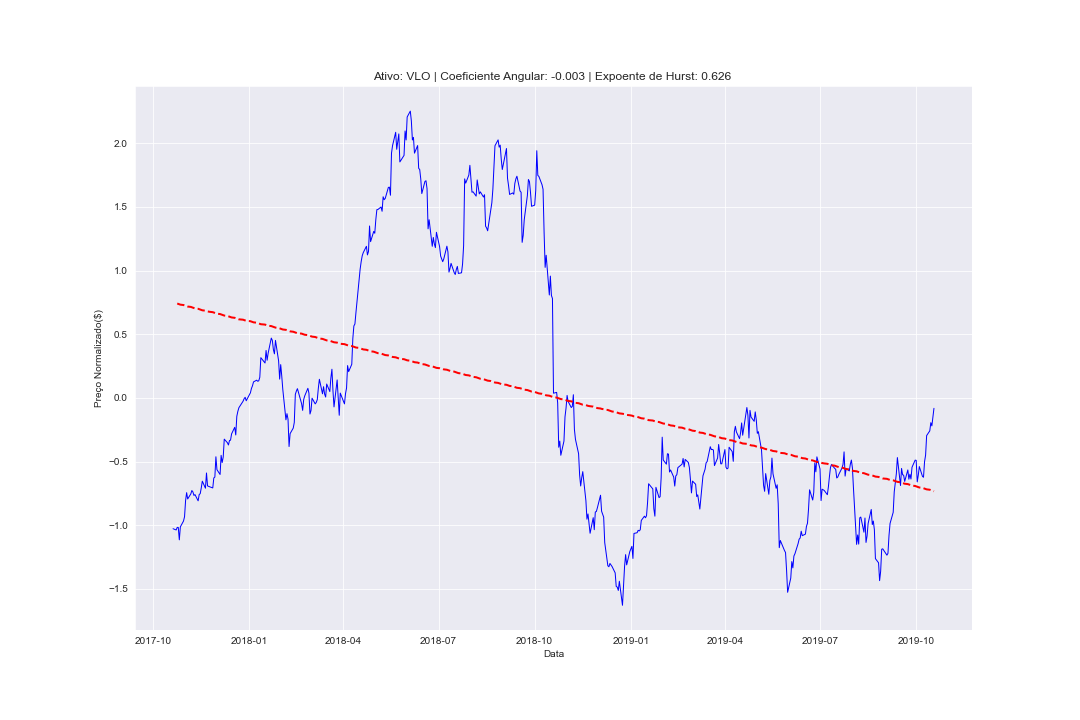 Ativo: VLO | Coeficiente Angular: -0.003 | Expoente de Hurst: 0.626
2.0
1.5
1.0
0.5
0.0
−0.5
−1.0
−1.5
Preço Normalizado($)
2017-10 2018-01 2018-04 2018-07 2018-10 2019-01 2019-04 2019-07 2019-10
Data